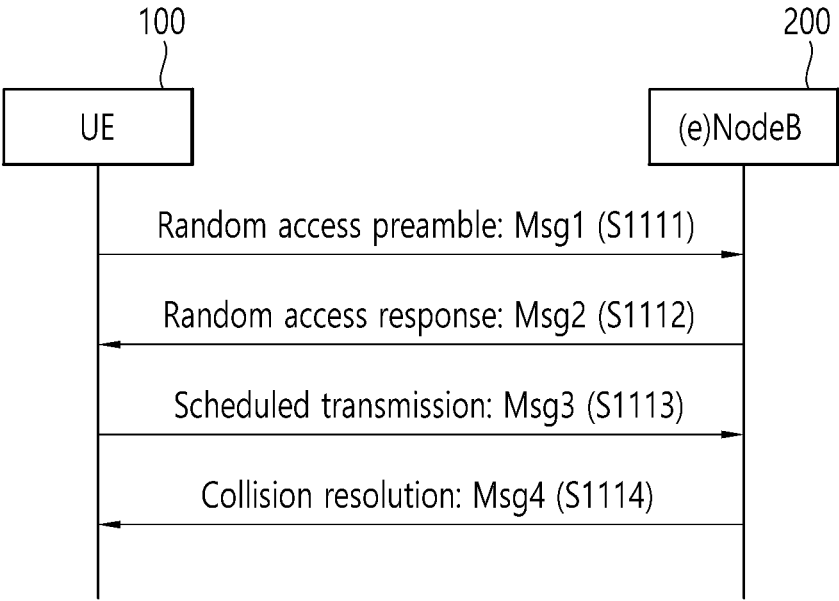 100
200
UE
(e)NodeB
Random access preamble: Msg1 (S1111)
Random access response: Msg2 (S1112)
Scheduled transmission: Msg3 (S1113)
Collision resolution: Msg4 (S1114)